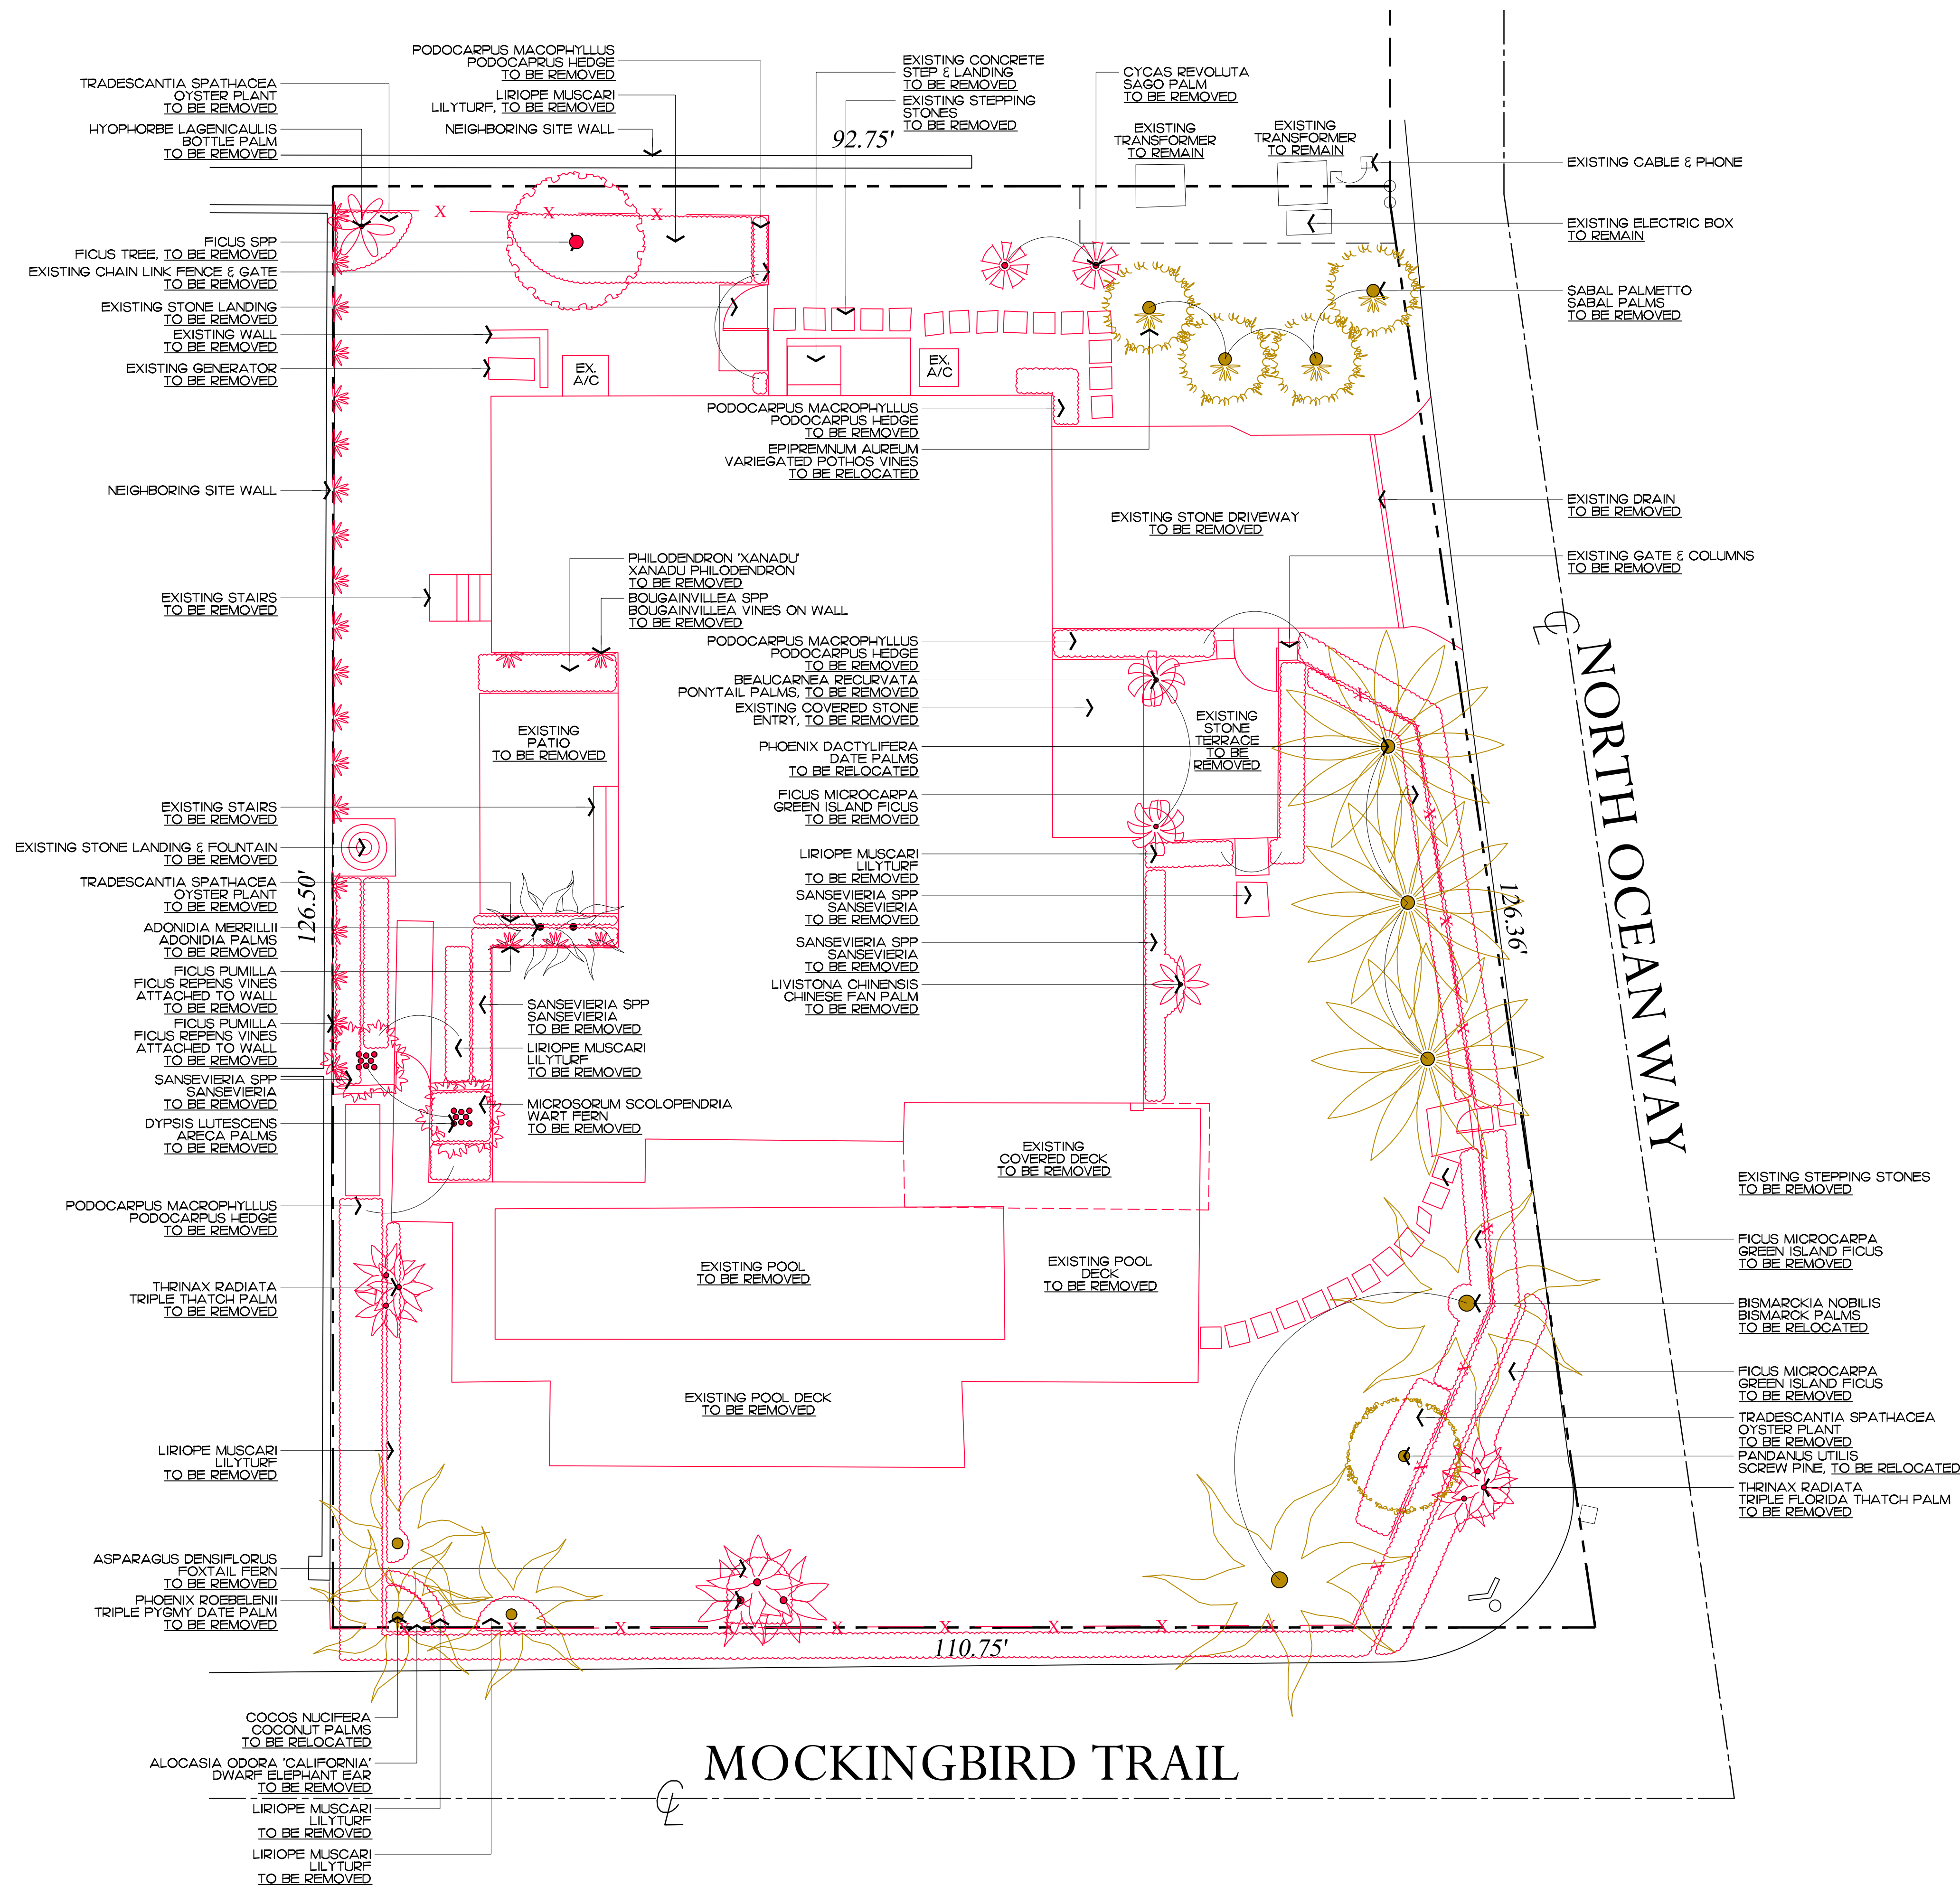 PODOCARPUS MACOPHYLLUS
PODOCAPRUS HEDGE
TO BE REMOVED
TRADESCANTIA SPATHACEA
OYSTER PLANT
TO BE REMOVED
LIRIOPE MUSCARI
LILYTURF, TO BE REMOVED
HYOPHORBE LAGENICAULIS
BOTTLE PALM
TO BE REMOVED
NEIGHBORING SITE WALL
92.75'
EXISTING CONCRETE
STEP & LANDING
TO BE REMOVED
EXISTING STEPPING
STONES
TO BE REMOVED
CYCAS REVOLUTA
SAGO PALM
TO BE REMOVED
EXISTING
TRANSFORMER
TO REMAIN
EXISTING
TRANSFORMER
TO REMAIN
EXISTING CABLE & PHONE
EXISTING ELECTRIC BOX
TO REMAIN
SABAL PALMETTO
SABAL PALMS
TO BE REMOVED
X
X
X
FICUS SPP
FICUS TREE, TO BE REMOVED
EXISTING CHAIN LINK FENCE & GATE
TO BE REMOVED
EXISTING STONE LANDING
TO BE REMOVED
EXISTING WALL
TO BE REMOVED
EXISTING GENERATOR
TO BE REMOVED
EX.
A/C
EX.
A/C
PODOCARPUS MACROPHYLLUS
PODOCARPUS HEDGE
TO BE REMOVED
EPIPREMNUM AUREUM
VARIEGATED POTHOS VINES
TO BE RELOCATED
NEIGHBORING SITE WALL
EXISTING DRAIN
TO BE REMOVED
EXISTING STONE DRIVEWAY
TO BE REMOVED
EXISTING GATE & COLUMNS
TO BE REMOVED
PHILODENDRON 'XANADU'
XANADU PHILODENDRON
TO BE REMOVED
BOUGAINVILLEA SPP
BOUGAINVILLEA VINES ON WALL
TO BE REMOVED
EXISTING STAIRS
TO BE REMOVED
PODOCARPUS MACROPHYLLUS
PODOCARPUS HEDGE
TO BE REMOVED
BEAUCARNEA RECURVATA
PONYTAIL PALMS, TO BE REMOVED
EXISTING COVERED STONE
ENTRY, TO BE REMOVED
EXISTING
STONE
TERRACE
TO BE
REMOVED
EXISTING
PATIO
TO BE REMOVED
PHOENIX DACTYLIFERA
DATE PALMS
TO BE RELOCATED
FICUS MICROCARPA
GREEN ISLAND FICUS
TO BE REMOVED
X
X
X
X
CL
NORTH OCEAN WAY
126.36'
EXISTING STAIRS
TO BE REMOVED
EXISTING STONE LANDING & FOUNTAIN
TO BE REMOVED
126.50'
TRADESCANTIA SPATHACEA
OYSTER PLANT
TO BE REMOVED
ADONIDIA MERRILLII
ADONIDIA PALMS
TO BE REMOVED
FICUS PUMILLA
FICUS REPENS VINES
ATTACHED TO WALL
TO BE REMOVED
FICUS PUMILLA
FICUS REPENS VINES
ATTACHED TO WALL
TO BE REMOVED
SANSEVIERIA SPP
SANSEVIERIA
TO BE REMOVED
DYPSIS LUTESCENS
ARECA PALMS
TO BE REMOVED
LIRIOPE MUSCARI
LILYTURF
TO BE REMOVED
SANSEVIERIA SPP
SANSEVIERIA
TO BE REMOVED
SANSEVIERIA SPP
SANSEVIERIA
TO BE REMOVED
LIVISTONA CHINENSIS
CHINESE FAN PALM
TO BE REMOVED
SANSEVIERIA SPP
SANSEVIERIA
TO BE REMOVED
LIRIOPE MUSCARI
LILYTURF
TO BE REMOVED
MICROSORUM SCOLOPENDRIA
WART FERN
TO BE REMOVED
EXISTING
COVERED DECK
TO BE REMOVED
PODOCARPUS MACROPHYLLUS
PODOCARPUS HEDGE
TO BE REMOVED
EXISTING STEPPING STONES
TO BE REMOVED
FICUS MICROCARPA
GREEN ISLAND FICUS
TO BE REMOVED
X
EXISTING POOL
TO BE REMOVED
EXISTING POOL
DECK
TO BE REMOVED
THRINAX RADIATA
TRIPLE THATCH PALM
TO BE REMOVED
BISMARCKIA NOBILIS
BISMARCK PALMS
TO BE RELOCATED
FICUS MICROCARPA
GREEN ISLAND FICUS
TO BE REMOVED
X
EXISTING POOL DECK
TO BE REMOVED
TRADESCANTIA SPATHACEA
OYSTER PLANT
TO BE REMOVED
PANDANUS UTILIS
SCREW PINE, TO BE RELOCATED
X
LIRIOPE MUSCARI
LILYTURF
TO BE REMOVED
THRINAX RADIATA
TRIPLE FLORIDA THATCH PALM
TO BE REMOVED
X
ASPARAGUS DENSIFLORUS
FOXTAIL FERN
TO BE REMOVED
PHOENIX ROEBELENII
TRIPLE PYGMY DATE PALM
TO BE REMOVED
X X X X X X X X X
110.75'
COCOS NUCIFERA
COCONUT PALMS
TO BE RELOCATED
ALOCASIA ODORA 'CALIFORNIA'
DWARF ELEPHANT EAR
TO BE REMOVED
LIRIOPE MUSCARI
LILYTURF
TO BE REMOVED
LIRIOPE MUSCARI
LILYTURF
TO BE REMOVED
MOCKINGBIRD TRAIL
CL